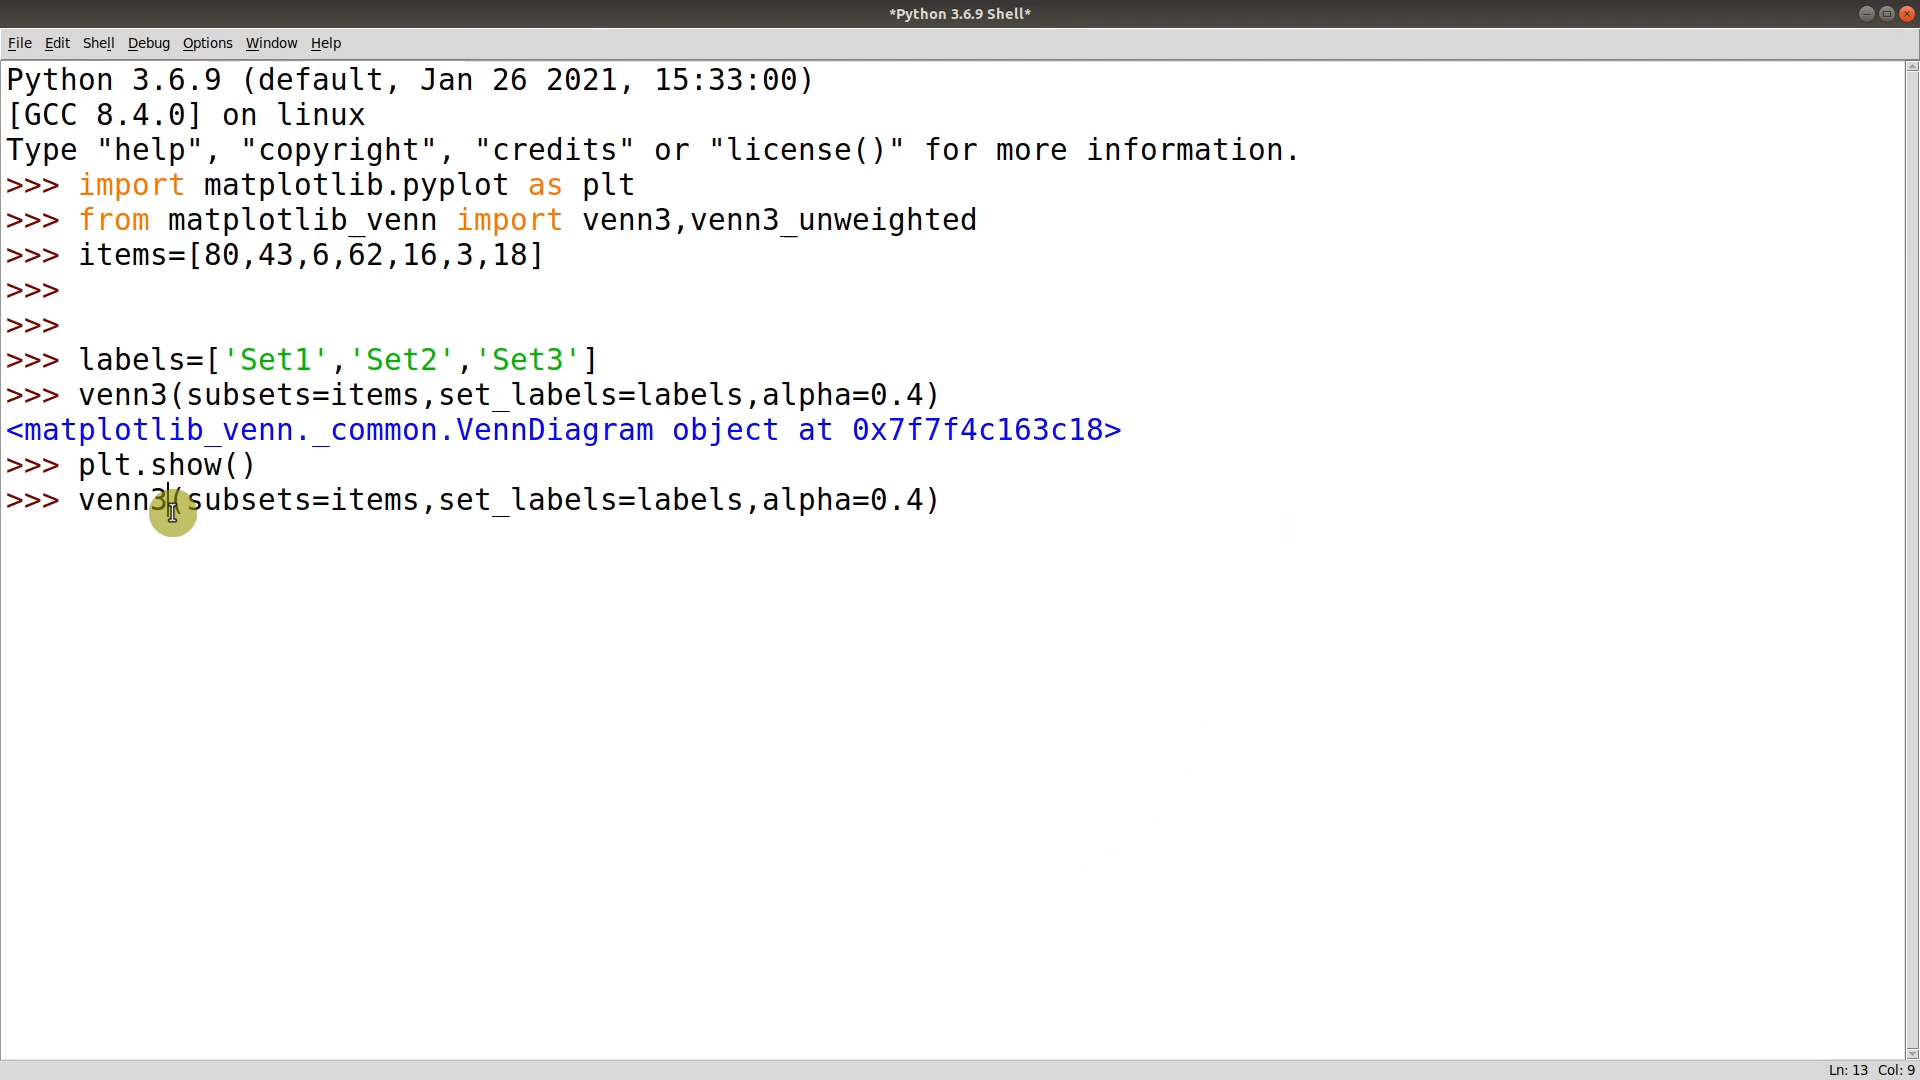 *Python 3.6.9 Shell*
File Edit Shell Debug Options Window Help
Python 3.6.9 (default, Jan 26 2021, 15:33:00)
[GCC 8.4.0] on linux
Type "help", "copyright", "credits" or "license()" for more information.
>>> import matplotlib.pyplot as plt
>>> from matplotlib_venn import venn3,venn3_unweighted
>>> items=[80,43,6,62,16,3,18]
>>>
>>>
>>> labels=['Set1','Set2','Set3']
>>> venn3(subsets=items,set_labels=labels,alpha=0.4)
<matplotlib_venn._common.VennDiagram object at 0x7f7f4c163c18>
>>> plt.show()
>>> venn3(subsets=items,set_labels=labels,alpha=0.4)
Ln: 13 Col: 9